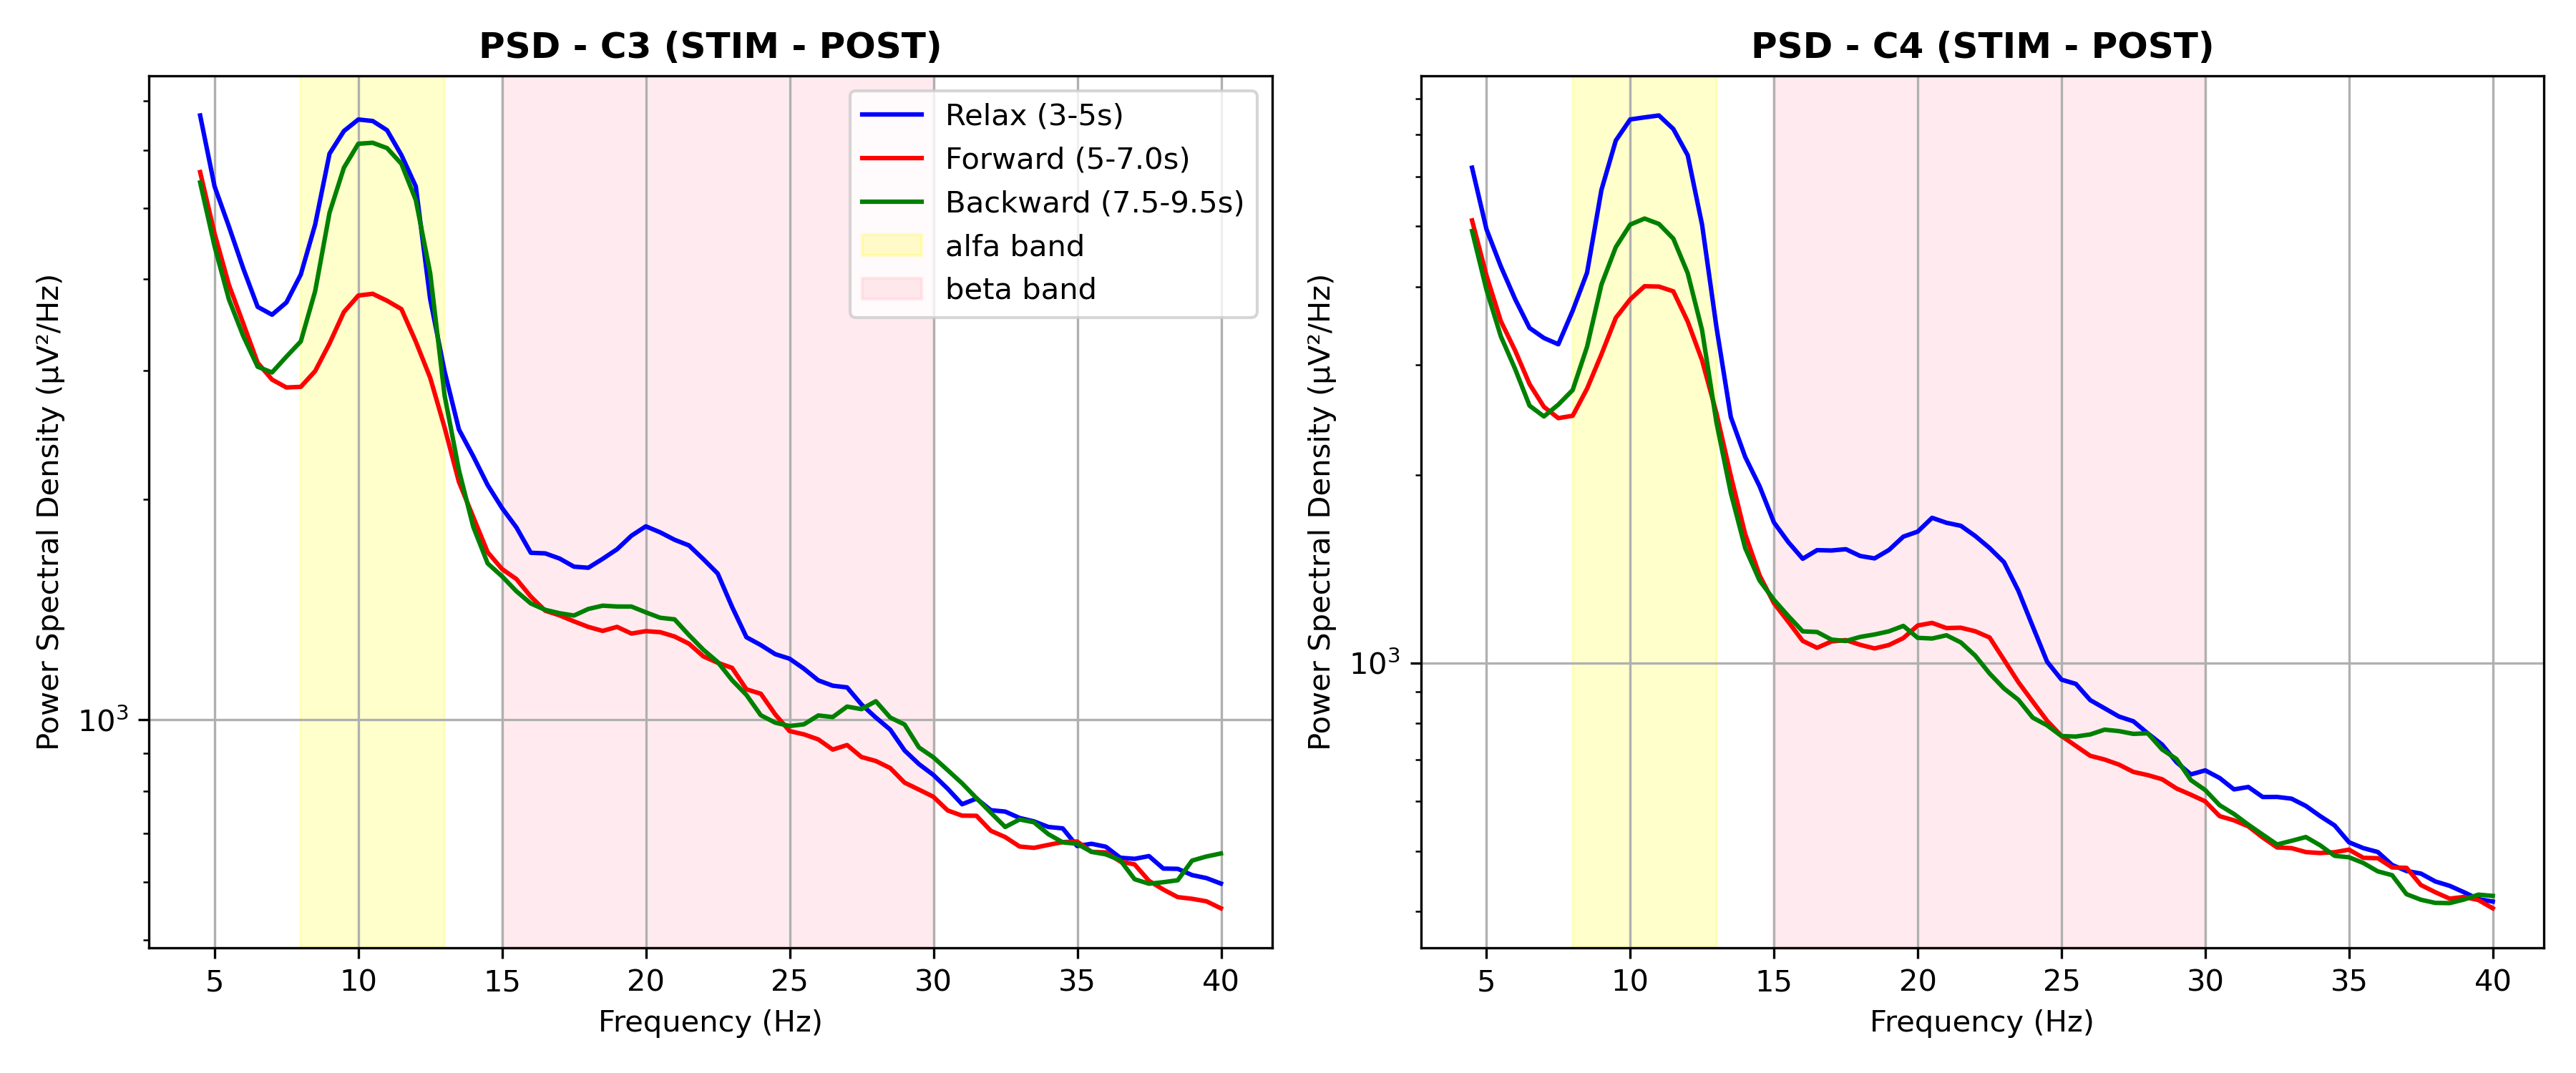 PSD - C3 (STIM - POST)
Power Spectral Density (µV²/Hz)
10³
Relax (3-5s)
Forward (5-7.0s)
Backward (7.5-9.5s)
alfa band
beta band
5 10 15 20 25 30 35 40
Frequency (Hz)
PSD - C4 (STIM - POST)
Power Spectral Density (µV²/Hz)
10³
5 10 15 20 25 30 35 40
Frequency (Hz)